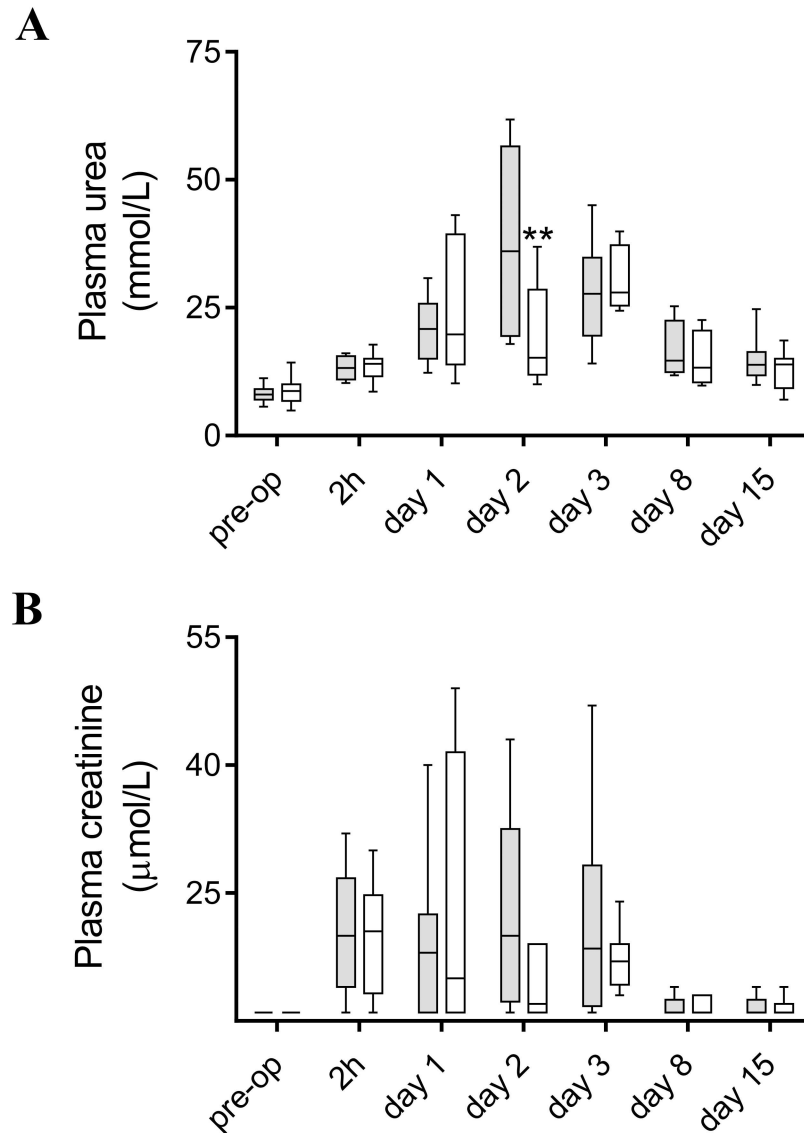 A
Plasma urea
(mmol/L)
75
50
25
0
**
pre-op
2h
day 1
day 2
day 3
day 8
day 15
B
Plasma creatinine
(μmol/L)
55
40
25
pre-op
2h
day 1
day 2
day 3
day 8
day 15